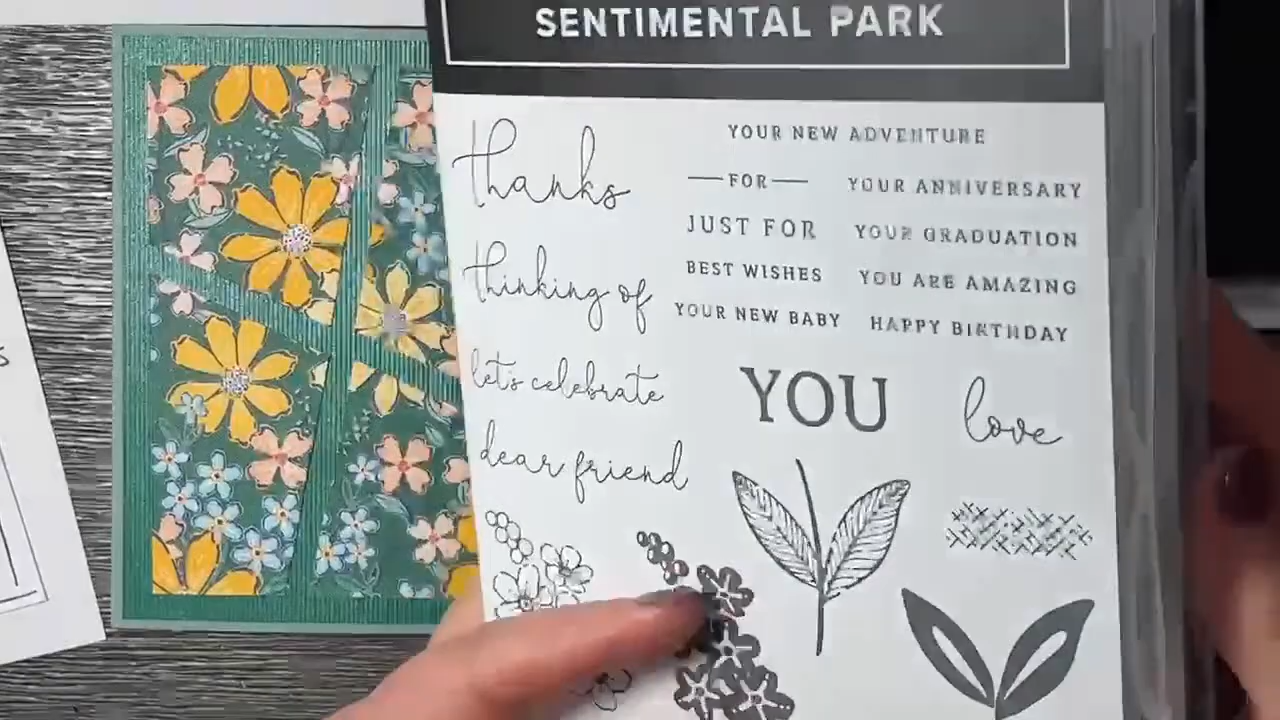 SENTIMENTAL PARK
thanks
YOUR NEW ADVENTURE
FOR
YOUR ANNIVERSARY
JUST FOR
YOUR GRADUATION
thinking of
BEST WISHES
YOU ARE AMAZING
YOUR NEW BABY
HAPPY BIRTHDAY
let's celebrate
YOU
love
dear friend